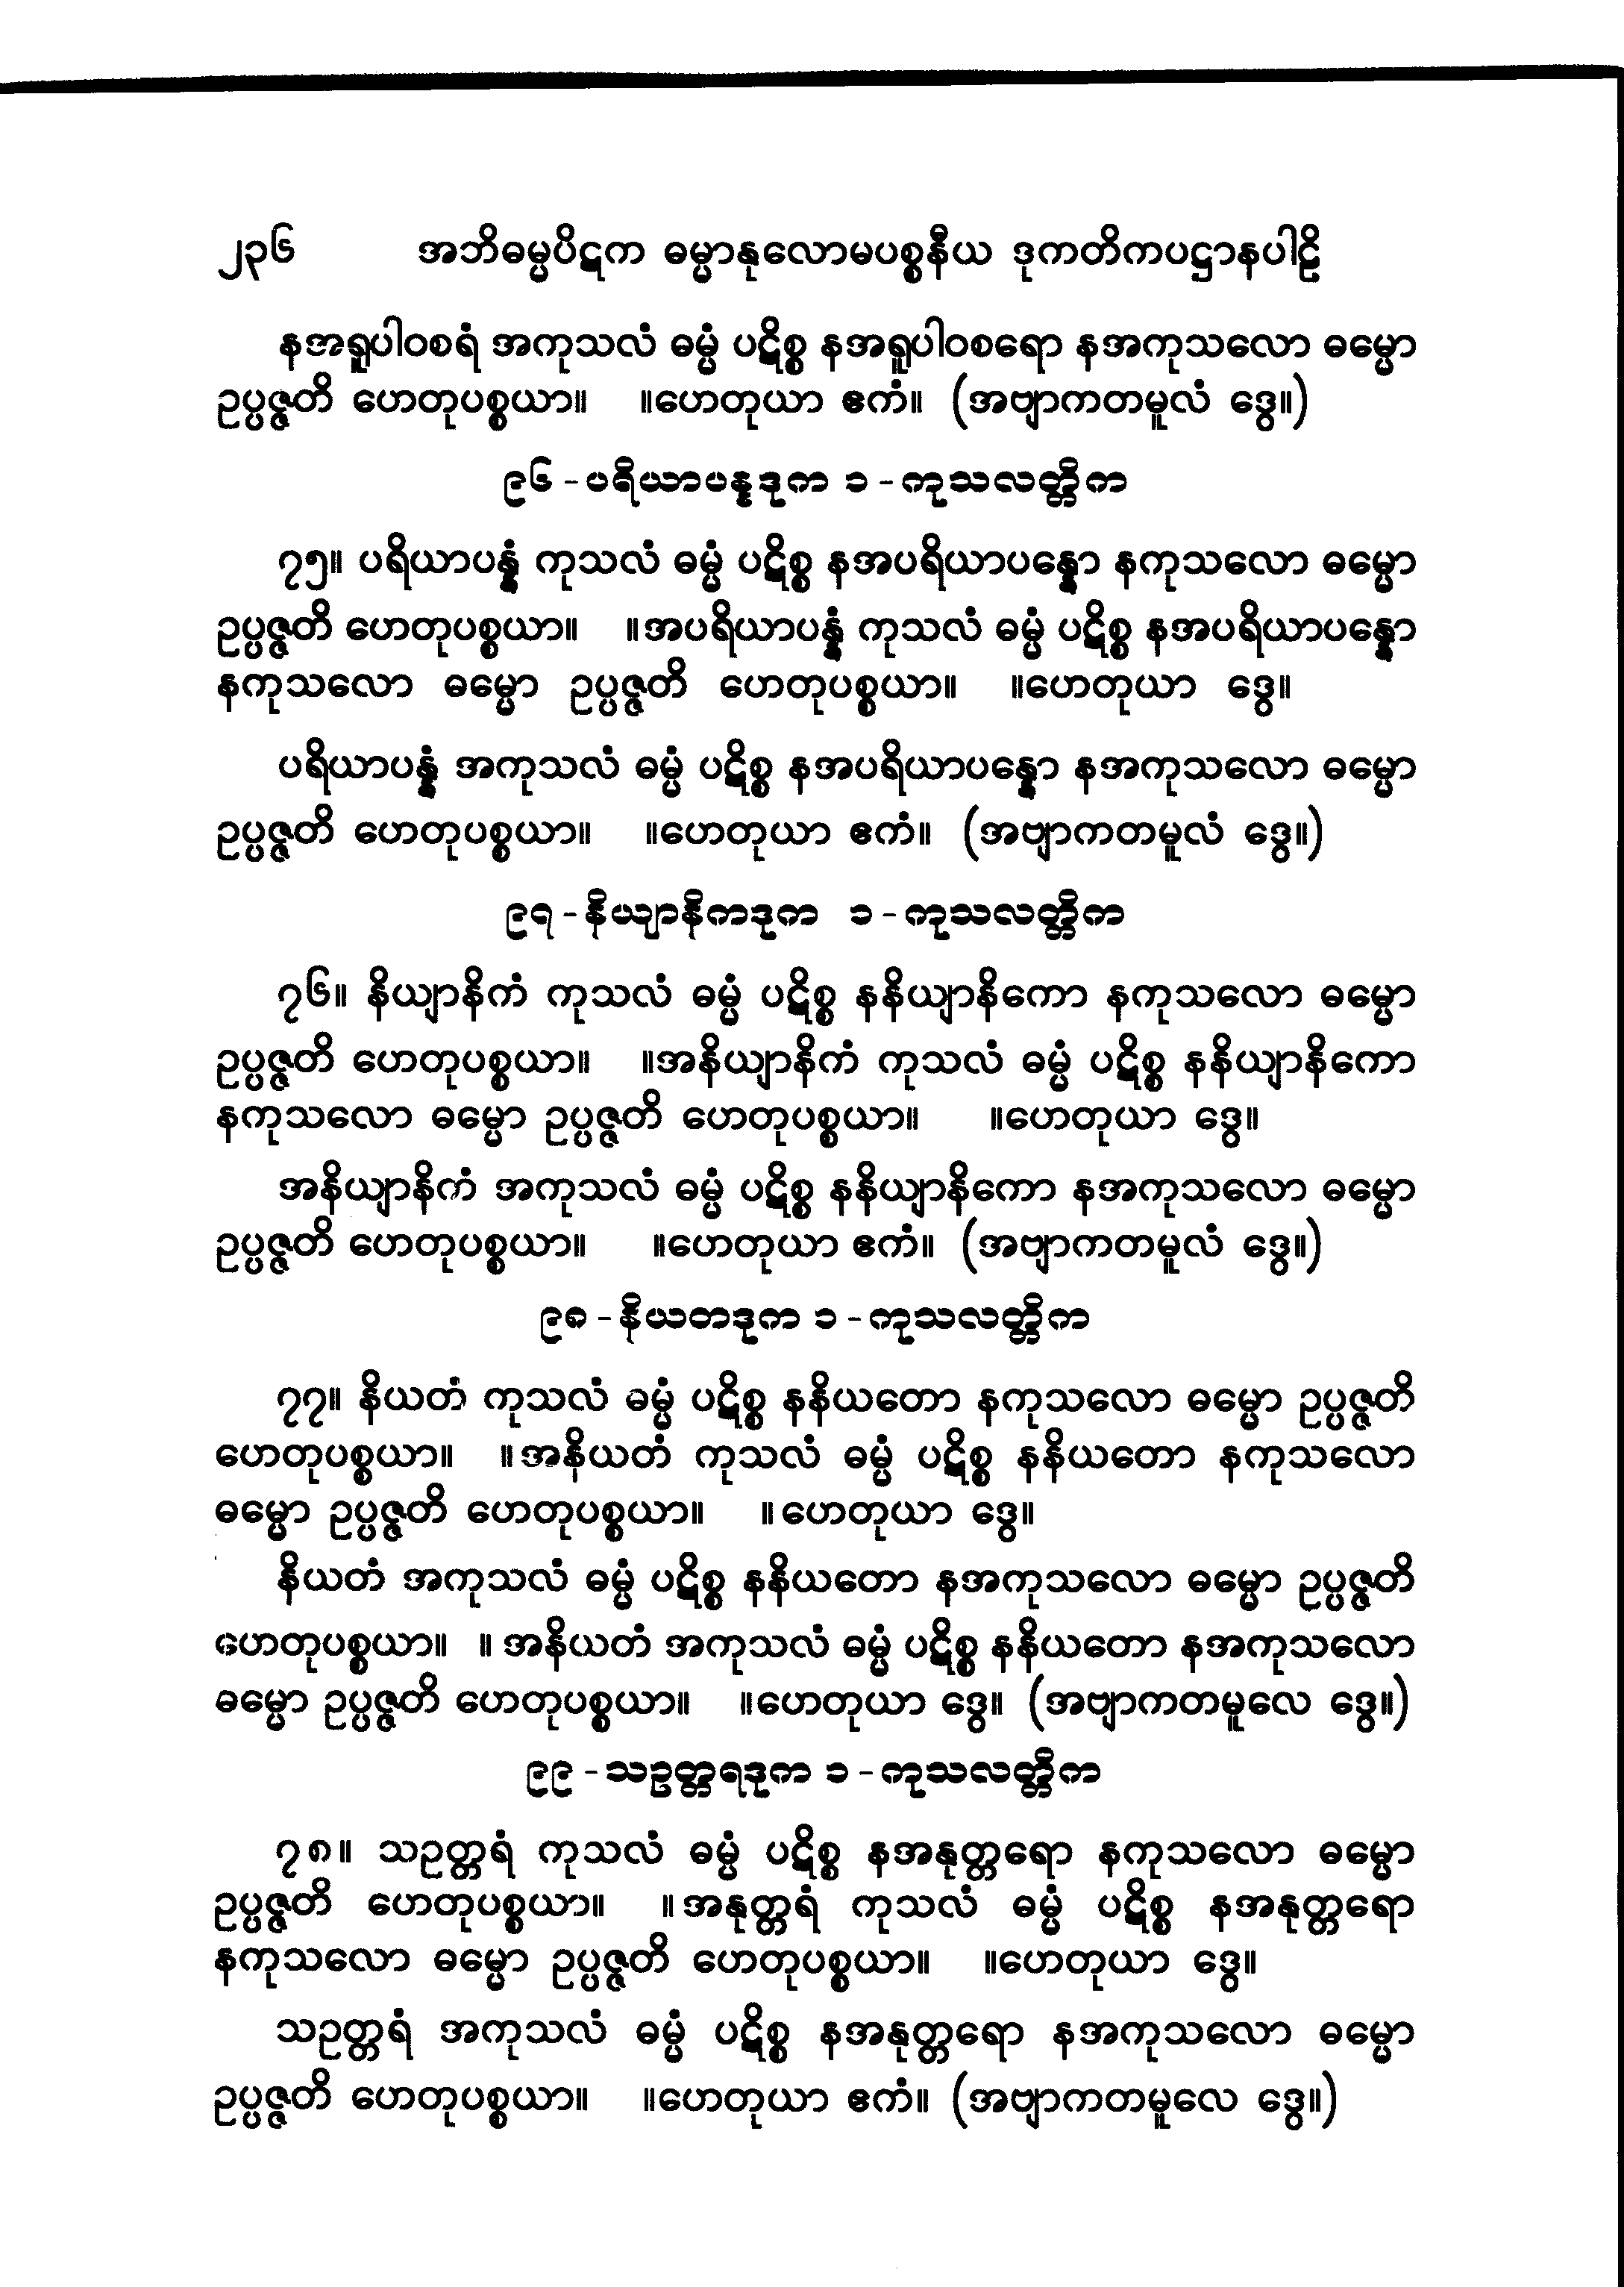 ၂၃၆ အဘိဓမ္မပိဋက ဓမ္မာနုလောမပစ္စနီယ ဒုကတိကပဋ္ဌာနပါဠိ
နအရူပါဝစရံ အကုသလံ ဓမ္မံ ပဋိစ္စ နအရူပါဝစရော နအကုသလော ဓမ္မော
ဥပ္ပဇ္ဇတိ ဟေတုပစ္စယာ။ ။ဟေတုယာ ဧကံ။ (အဗျာကတမူလံ ဒွေ။)
၉၆ - ပရိယာပန္နဒုက ၁ - ကုသလတ္တိက
၇၅။ ပရိယာပန္နံ ကုသလံ ဓမ္မံ ပဋိစ္စ နအပရိယာပန္နော နကုသလော ဓမ္မော
ဥပ္ပဇ္ဇတိ ဟေတုပစ္စယာ။ ။အပရိယာပန္နံ ကုသလံ ဓမ္မံ ပဋိစ္စ နအပရိယာပန္နော
နကုသလော ဓမ္မော ဥပ္ပဇ္ဇတိ ဟေတုပစ္စယာ။ ။ဟေတုယာ ဒွေ။
ပရိယာပန္နံ အကုသလံ ဓမ္မံ ပဋိစ္စ နအပရိယာပန္နော နအကုသလော ဓမ္မော
ဥပ္ပဇ္ဇတိ ဟေတုပစ္စယာ။ ။ဟေတုယာ ဧကံ။ (အဗျာကတမူလံ ဒွေ။)
၉၇ - နိယျာနိကဒုက ၁ - ကုသလတ္တိက
၇၆။ နိယျာနိကံ ကုသလံ ဓမ္မံ ပဋိစ္စ နနိယျာနိကော နကုသလော ဓမ္မော
ဥပ္ပဇ္ဇတိ ဟေတုပစ္စယာ။ ။အနိယျာနိကံ ကုသလံ ဓမ္မံ ပဋိစ္စ နနိယျာနိကော
နကုသလော ဓမ္မော ဥပ္ပဇ္ဇတိ ဟေတုပစ္စယာ။ ။ဟေတုယာ ဒွေ။
အနိယျာနိကံ အကုသလံ ဓမ္မံ ပဋိစ္စ နနိယျာနိကော နအကုသလော ဓမ္မော
ဥပ္ပဇ္ဇတိ ဟေတုပစ္စယာ။ ။ဟေတုယာ ဧကံ။ (အဗျာကတမူလံ ဒွေ။)
၉၈ - နိယတဒုက ၁ - ကုသလတ္တိက
၇၇။ နိယတံ ကုသလံ ဓမ္မံ ပဋိစ္စ နနိယတော နကုသလော ဓမ္မော ဥပ္ပဇ္ဇတိ
ဟေတုပစ္စယာ။ ။အနိယတံ ကုသလံ ဓမ္မံ ပဋိစ္စ နနိယတော နကုသလော
ဓမ္မော ဥပ္ပဇ္ဇတိ ဟေတုပစ္စယာ။ ။ဟေတုယာ ဒွေ။
နိယတံ အကုသလံ ဓမ္မံ ပဋိစ္စ နနိယတော နအကုသလော ဓမ္မော ဥပ္ပဇ္ဇတိ
ဟေတုပစ္စယာ။ ။ အနိယတံ အကုသလံ ဓမ္မံ ပဋိစ္စ နနိယတော နအကုသလော
ဓမ္မော ဥပ္ပဇ္ဇတိ ဟေတုပစ္စယာ။ ။ဟေတုယာ ဒွေ။ (အဗျာကတမူလေ ဒွေ။)
၉၉ - သဥတ္တရဒုက ၁ - ကုသလတ္တိက
၇၈။ သဥတ္တရံ ကုသလံ ဓမ္မံ ပဋိစ္စ နအနုတ္တရော နကုသလော ဓမ္မော
ဥပ္ပဇ္ဇတိ ဟေတုပစ္စယာ။ ။အနုတ္တရံ ကုသလံ ဓမ္မံ ပဋိစ္စ နအနုတ္တရော
နကုသလော ဓမ္မော ဥပ္ပဇ္ဇတိ ဟေတုပစ္စယာ။ ။ဟေတုယာ ဒွေ။
သဥတ္တရံ အကုသလံ ဓမ္မံ ပဋိစ္စ နအနုတ္တရော နအကုသလော ဓမ္မော
ဥပ္ပဇ္ဇတိ ဟေတုပစ္စယာ။ ။ဟေတုယာ ဧကံ။ (အဗျာကတမူလေ ဒွေ။)